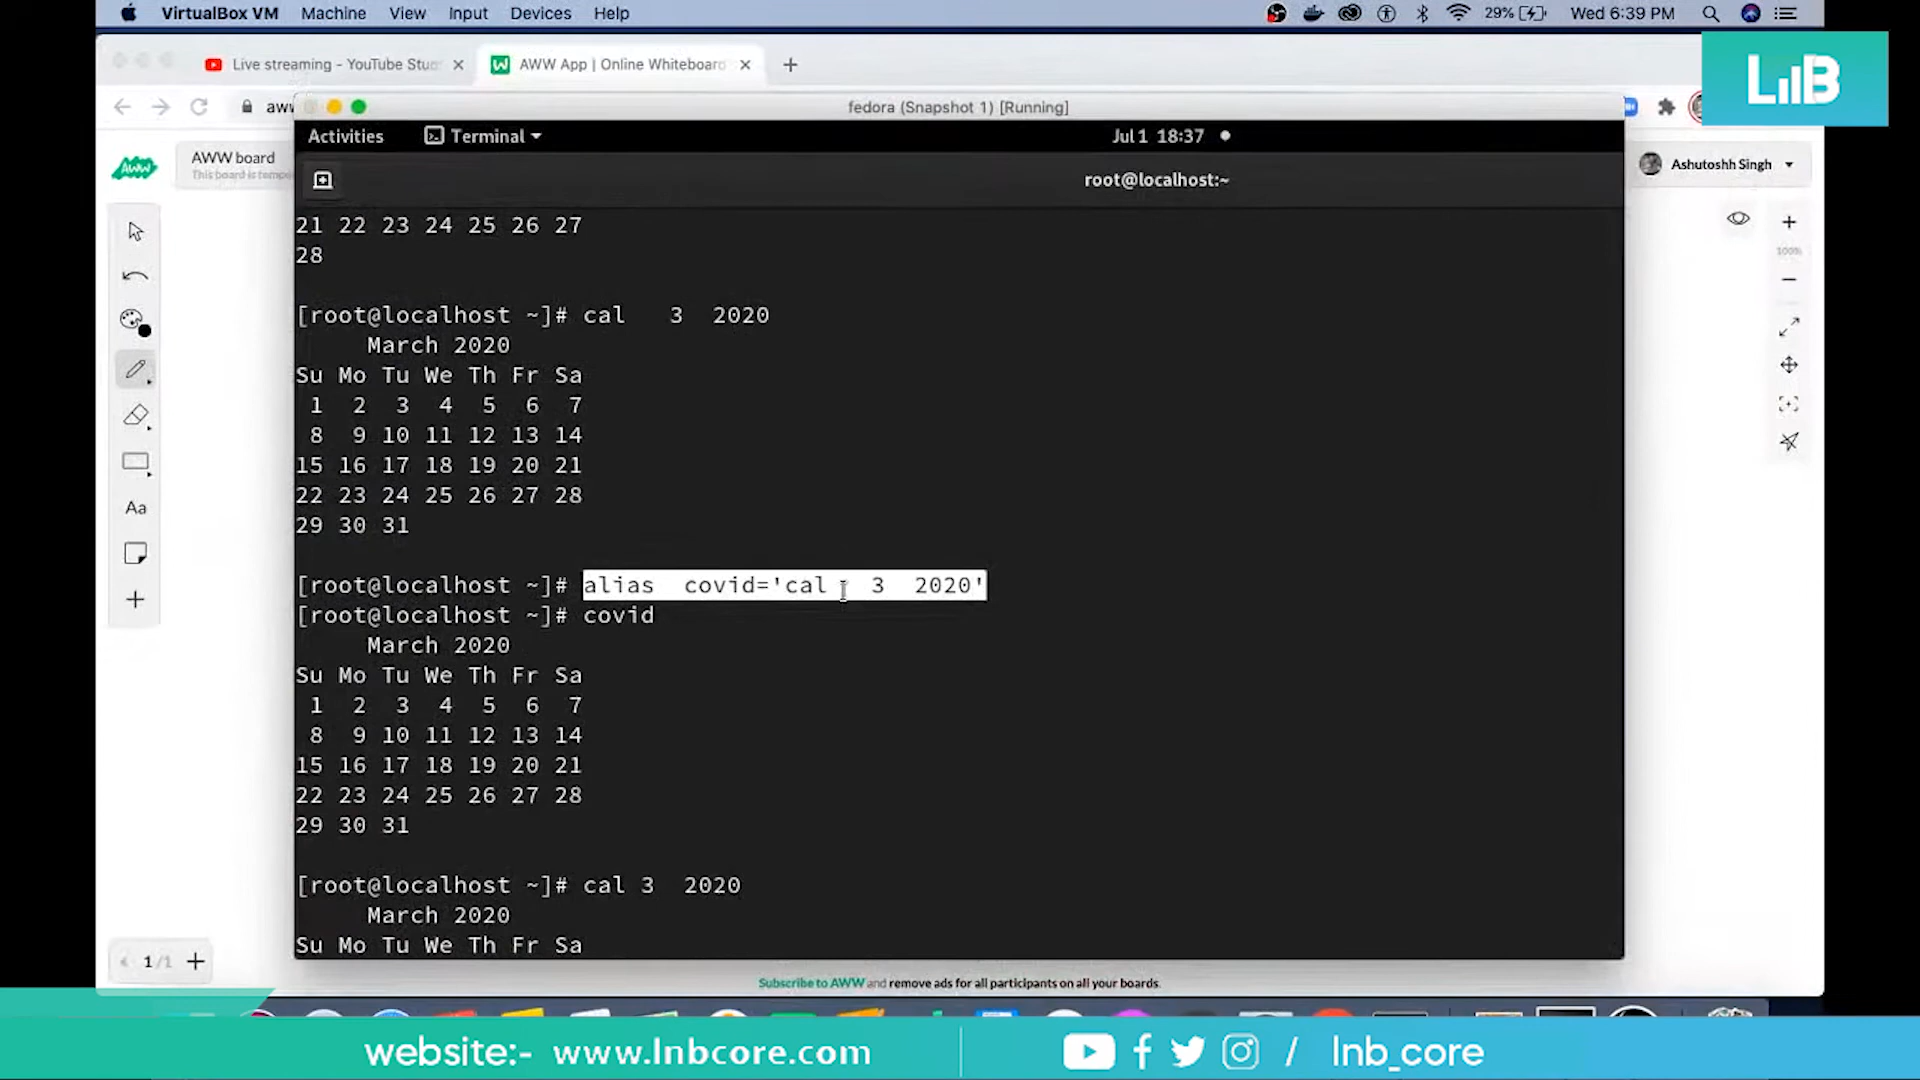 VirtualBox VM Machine View Input Devices Help
29% Wed 6:39 PM
LNB
Live streaming - YouTube Stu
AWW App | Online Whiteboard
fedora (Snapshot 1) [Running]
Activities Terminal Jul 1 18:37
AWW
AWW board
This board is tempo
Ashutoshh Singh
root@localhost:~
100%
21 22 23 24 25 26 27
28
[root@localhost ~]# cal   3  2020
March 2020
Su Mo Tu We Th Fr Sa
1 2 3 4 5 6 7
8 9 10 11 12 13 14
15 16 17 18 19 20 21
22 23 24 25 26 27 28
29 30 31
Aa
[root@localhost ~]# alias  covid='cal   3  2020'
[root@localhost ~]# covid
March 2020
Su Mo Tu We Th Fr Sa
1 2 3 4 5 6 7
8 9 10 11 12 13 14
15 16 17 18 19 20 21
22 23 24 25 26 27 28
29 30 31
[root@localhost ~]# cal 3  2020
March 2020
Su Mo Tu We Th Fr Sa
1/1
Subscribe to AWW and remove ads for all participants on all your boards.
website:- www.lnbcore.com / lnb_core